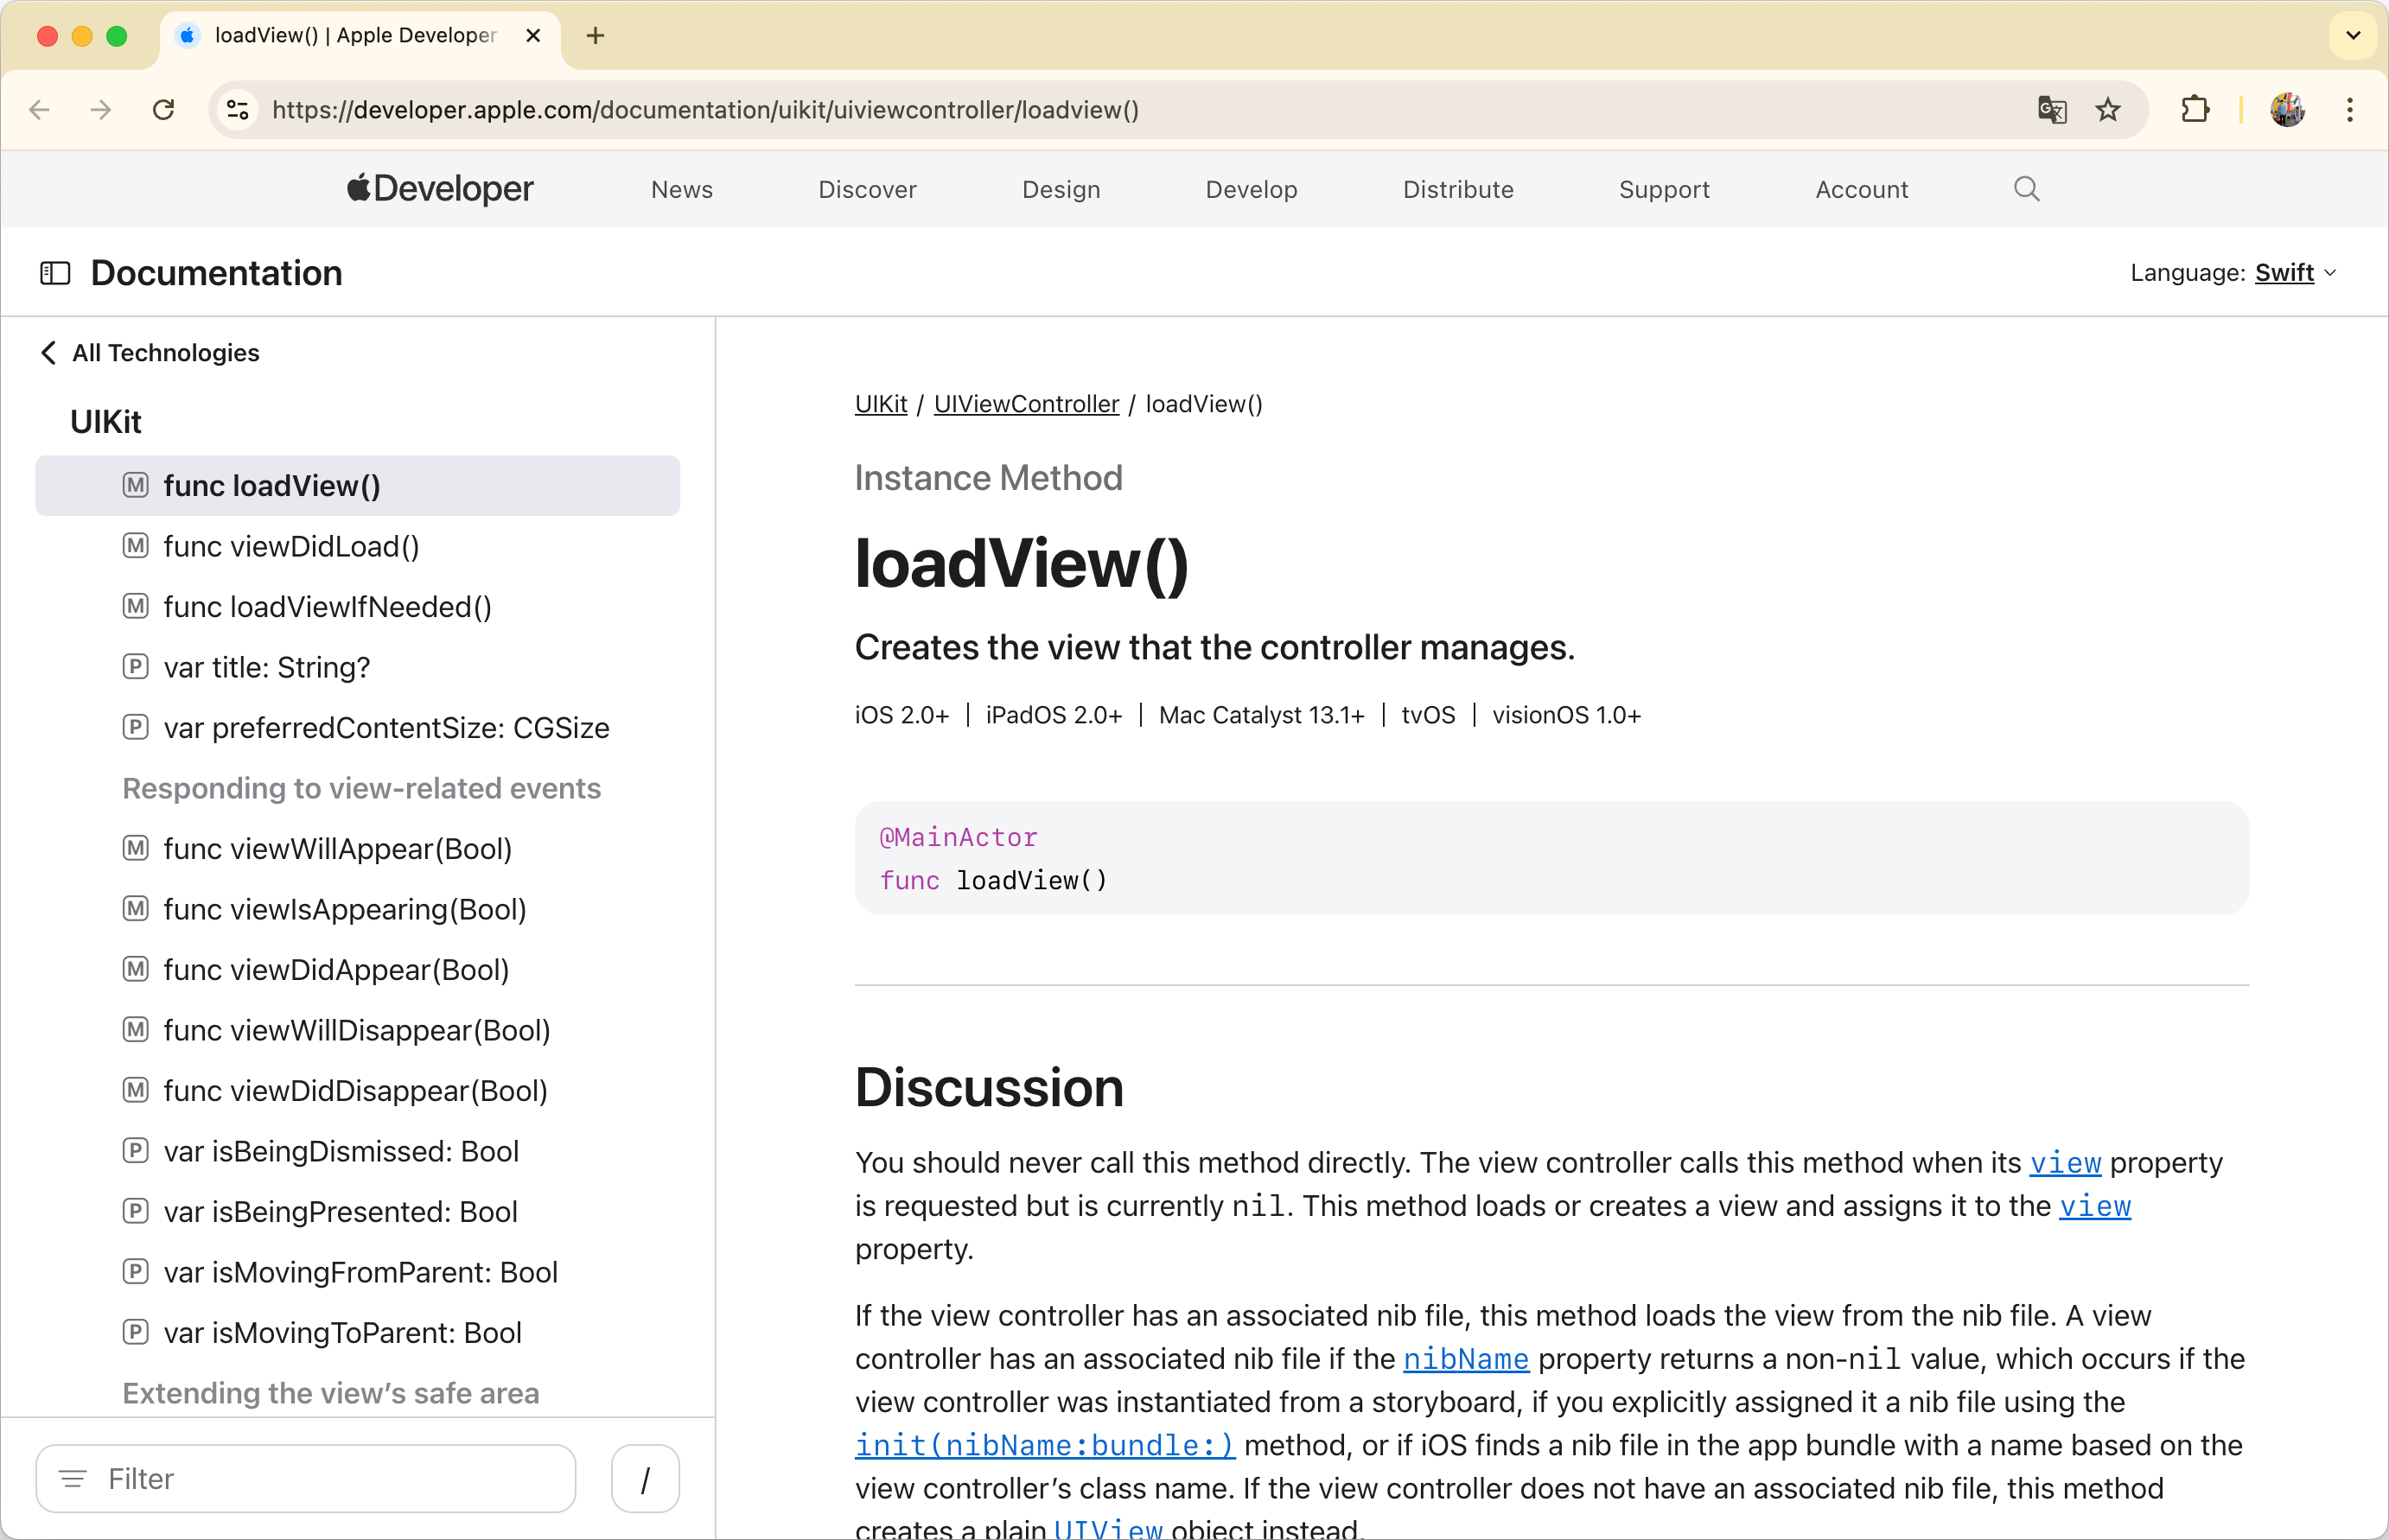 loadView() | Apple Developer
https://developer.apple.com/documentation/uikit/uiviewcontroller/loadview()
Developer
News
Discover
Design
Develop
Distribute
Support
Account
Documentation
Language: Swift
All Technologies
UIKit
M func loadView()
M func viewDidLoad()
M func loadViewIfNeeded()
P var title: String?
P var preferredContentSize: CGSize
Responding to view-related events
M func viewWillAppear(Bool)
M func viewIsAppearing(Bool)
M func viewDidAppear(Bool)
M func viewWillDisappear(Bool)
M func viewDidDisappear(Bool)
P var isBeingDismissed: Bool
P var isBeingPresented: Bool
P var isMovingFromParent: Bool
P var isMovingToParent: Bool
Extending the view’s safe area
Filter
/
UIKit / UIViewController / loadView()
Instance Method
loadView()
Creates the view that the controller manages.
iOS 2.0+ | iPadOS 2.0+ | Mac Catalyst 13.1+ | tvOS | visionOS 1.0+
@MainActor
func loadView()
Discussion
You should never call this method directly. The view controller calls this method when its view property
is requested but is currently nil. This method loads or creates a view and assigns it to the view
property.
If the view controller has an associated nib file, this method loads the view from the nib file. A view
controller has an associated nib file if the nibName property returns a non-nil value, which occurs if the
view controller was instantiated from a storyboard, if you explicitly assigned it a nib file using the
init(nibName:bundle:) method, or if iOS finds a nib file in the app bundle with a name based on the
view controller’s class name. If the view controller does not have an associated nib file, this method
creates a plain UIView object instead.